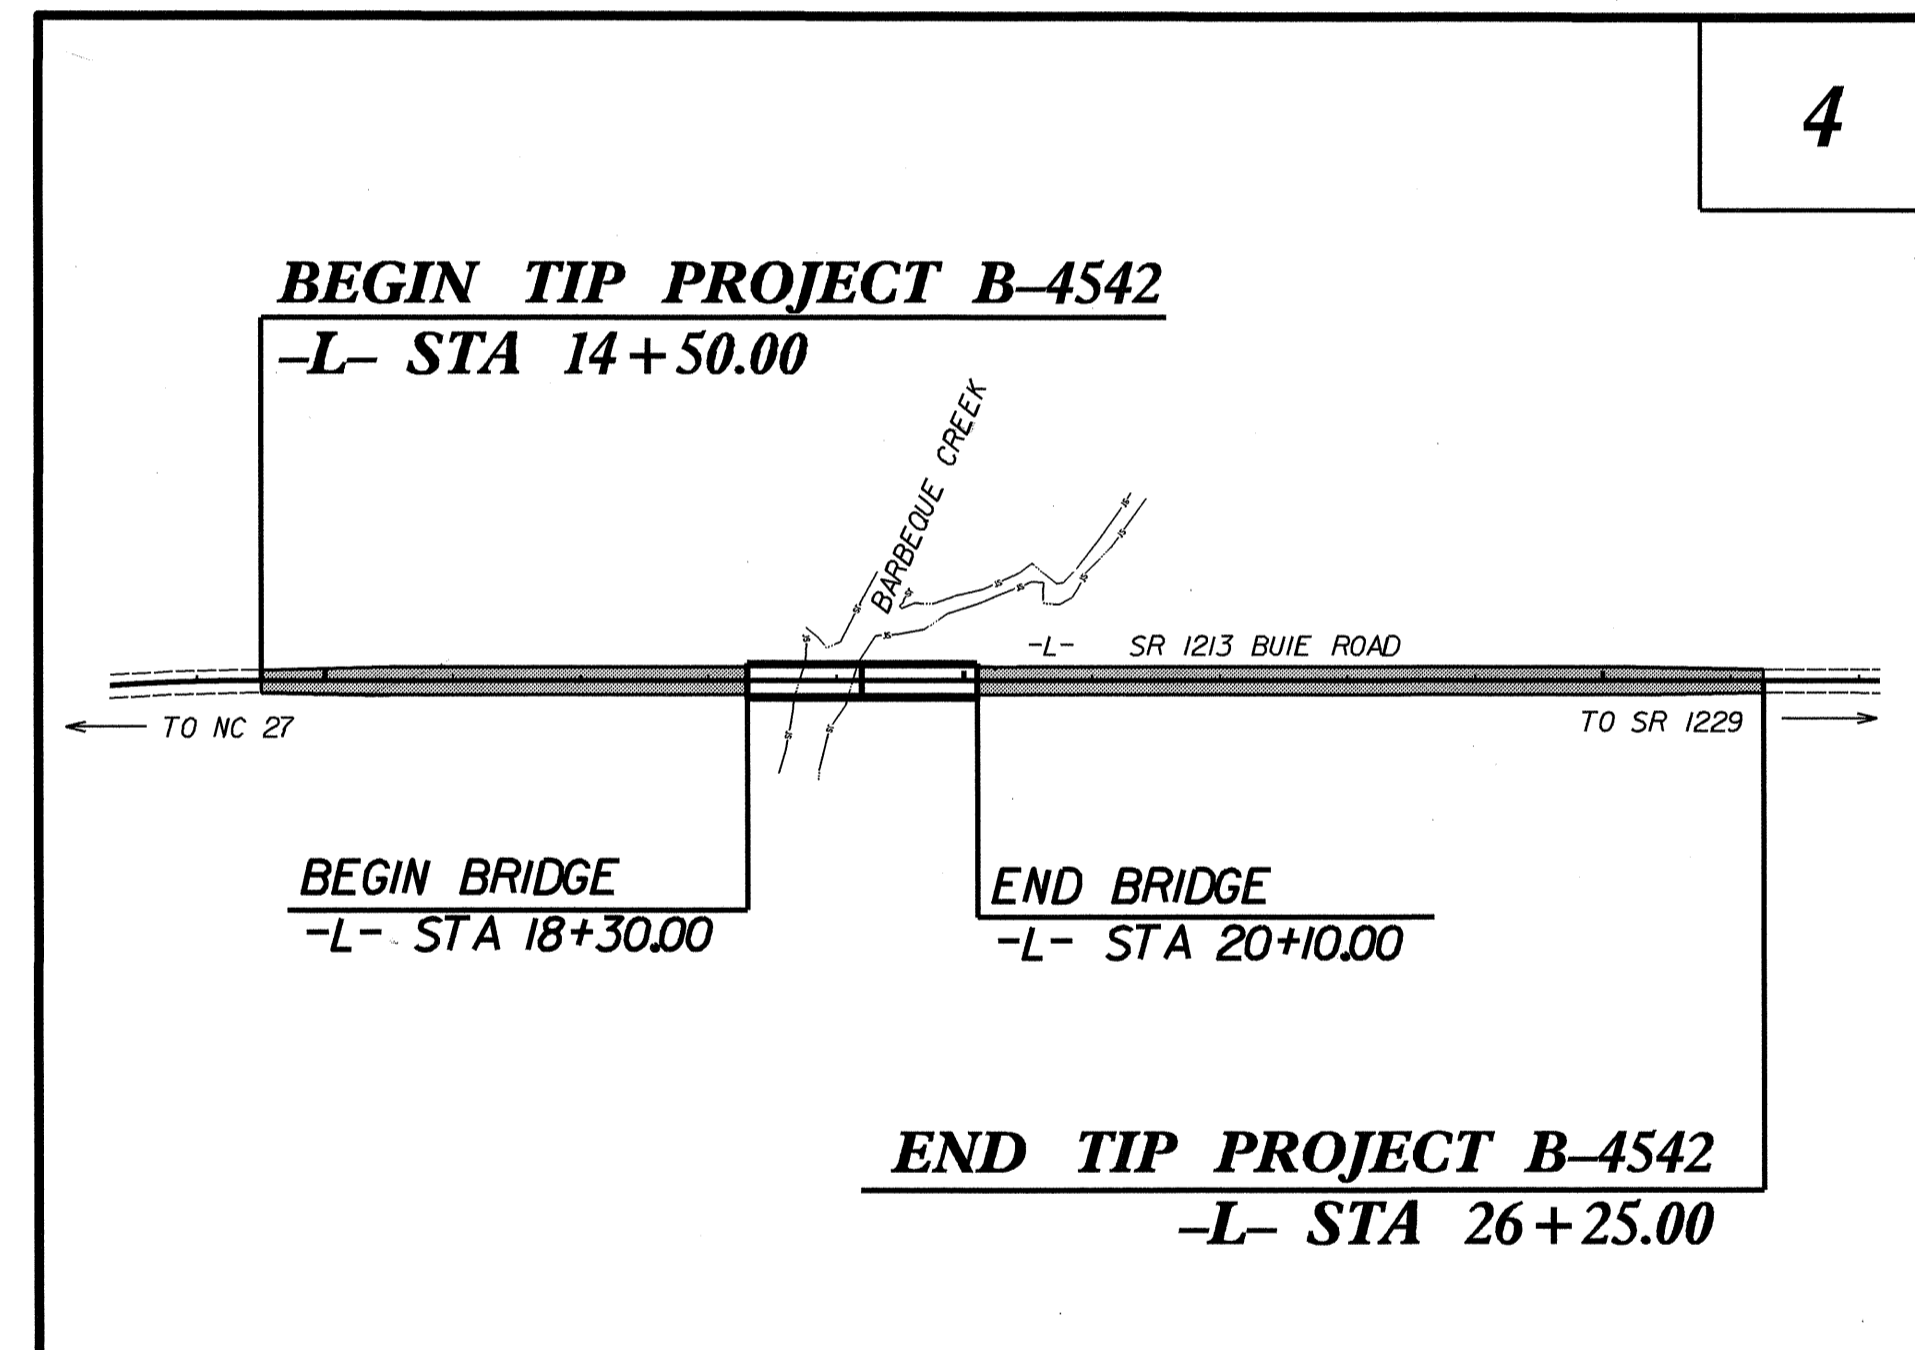 4
BEGIN TIP PROJECT B–4542
–L– STA 14+50.00
BARBEQUE CREEK
-L- SR 1213 BUIE ROAD
TO NC 27
TO SR 1229
BEGIN BRIDGE
-L- STA 18+30.00
END BRIDGE
-L- STA 20+10.00
END TIP PROJECT B–4542
–L– STA 26+25.00